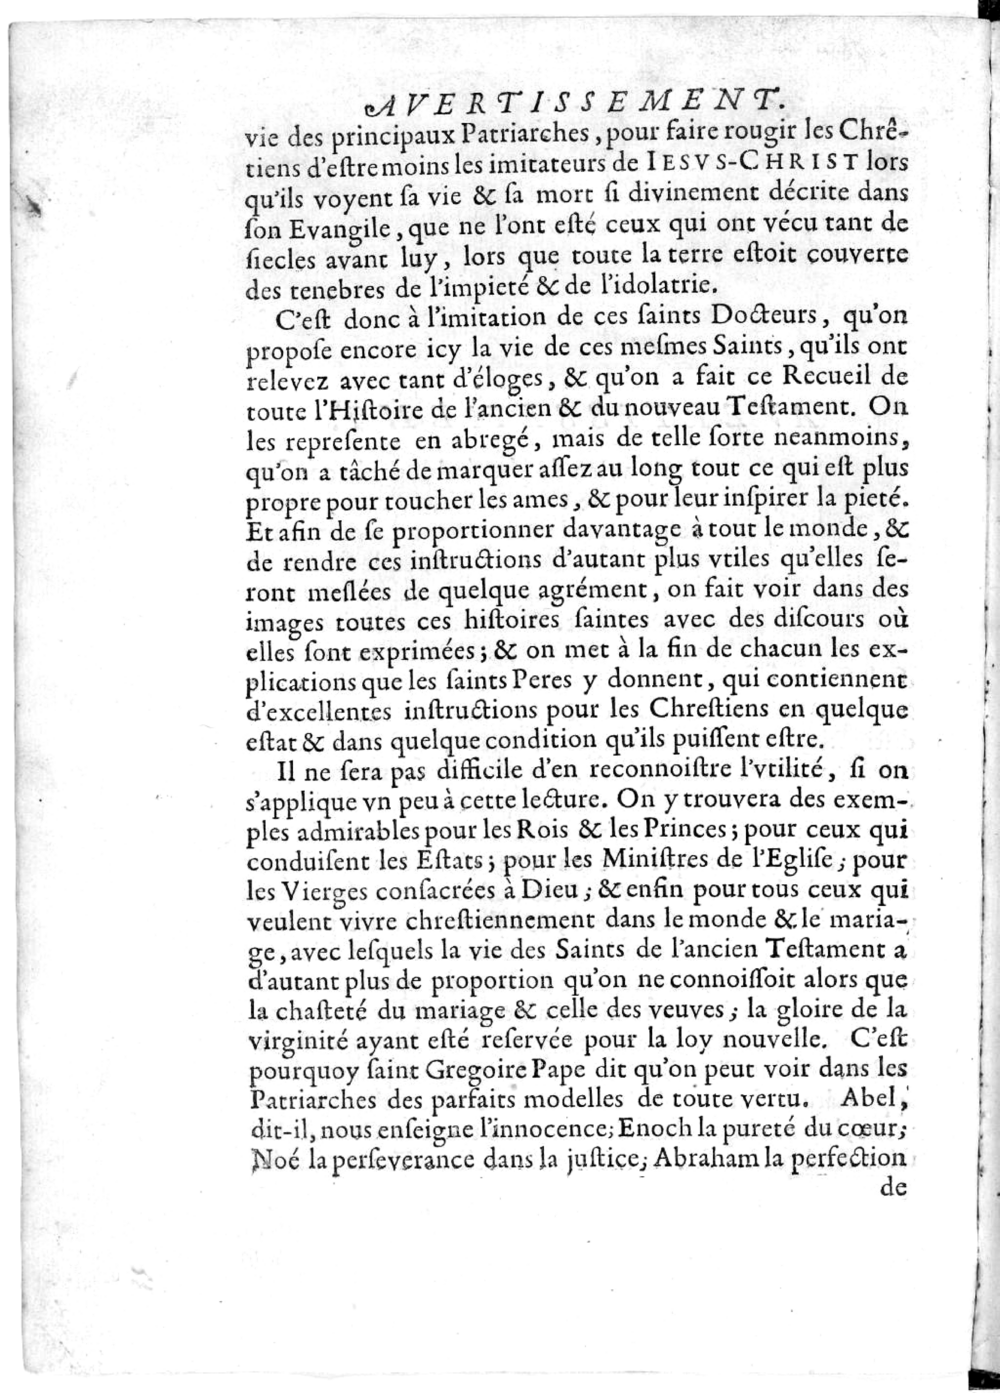 AVERTISSEMENT.
vie des principaux Patriarches, pour faire rougir les Chrê-
tiens d'eſtre moins les imitateurs de IESVS-CHRIST lors
qu'ils voyent ſa vie & ſa mort ſi divinement décrite dans
ſon Evangile, que ne l'ont eſté ceux qui ont vécu tant de
ſiecles avant luy, lors que toute la terre eſtoit couverte
des tenebres de l'impieté & de l'idolatrie.
C'eſt donc à l'imitation de ces ſaints Docteurs, qu'on
propoſe encore icy la vie de ces meſmes Saints, qu'ils ont
relevez avec tant d'éloges, & qu'on a fait ce Recueil de
toute l'Hiſtoire de l'ancien & du nouveau Teſtament. On
les repreſente en abregé, mais de telle ſorte neanmoins,
qu'on a tâché de marquer aſſez au long tout ce qui eſt plus
propre pour toucher les ames, & pour leur inſpirer la pieté.
Et afin de ſe proportionner davantage à tout le monde, &
de rendre ces inſtructions d'autant plus vtiles qu'elles ſe-
ront meſlées de quelque agrément, on fait voir dans des
images toutes ces hiſtoires ſaintes avec des diſcours où
elles ſont exprimées; & on met à la fin de chacun les ex-
plications que les ſaints Peres y donnent, qui contiennent
d'excellentes inſtructions pour les Chreſtiens en quelque
eſtat & dans quelque condition qu'ils puiſſent eſtre.
Il ne ſera pas difficile d'en reconnoiſtre l'vtilité, ſi on
s'applique vn peu à cette lecture. On y trouvera des exem-
ples admirables pour les Rois & les Princes; pour ceux qui
conduiſent les Eſtats; pour les Miniſtres de l'Egliſe; pour
les Vierges conſacrées à Dieu; & enfin pour tous ceux qui
veulent vivre chreſtiennement dans le monde & le maria-
ge, avec leſquels la vie des Saints de l'ancien Teſtament a
d'autant plus de proportion qu'on ne connoiſſoit alors que
la chaſteté du mariage & celle des veuves; la gloire de la
virginité ayant eſté reſervée pour la loy nouvelle. C'eſt
pourquoy ſaint Gregoire Pape dit qu'on peut voir dans les
Patriarches des parfaits modelles de toute vertu. Abel,
dit-il, nous enſeigne l'innocence; Enoch la pureté du cœur;
Noé la perſeverance dans la juſtice; Abraham la perfection
de